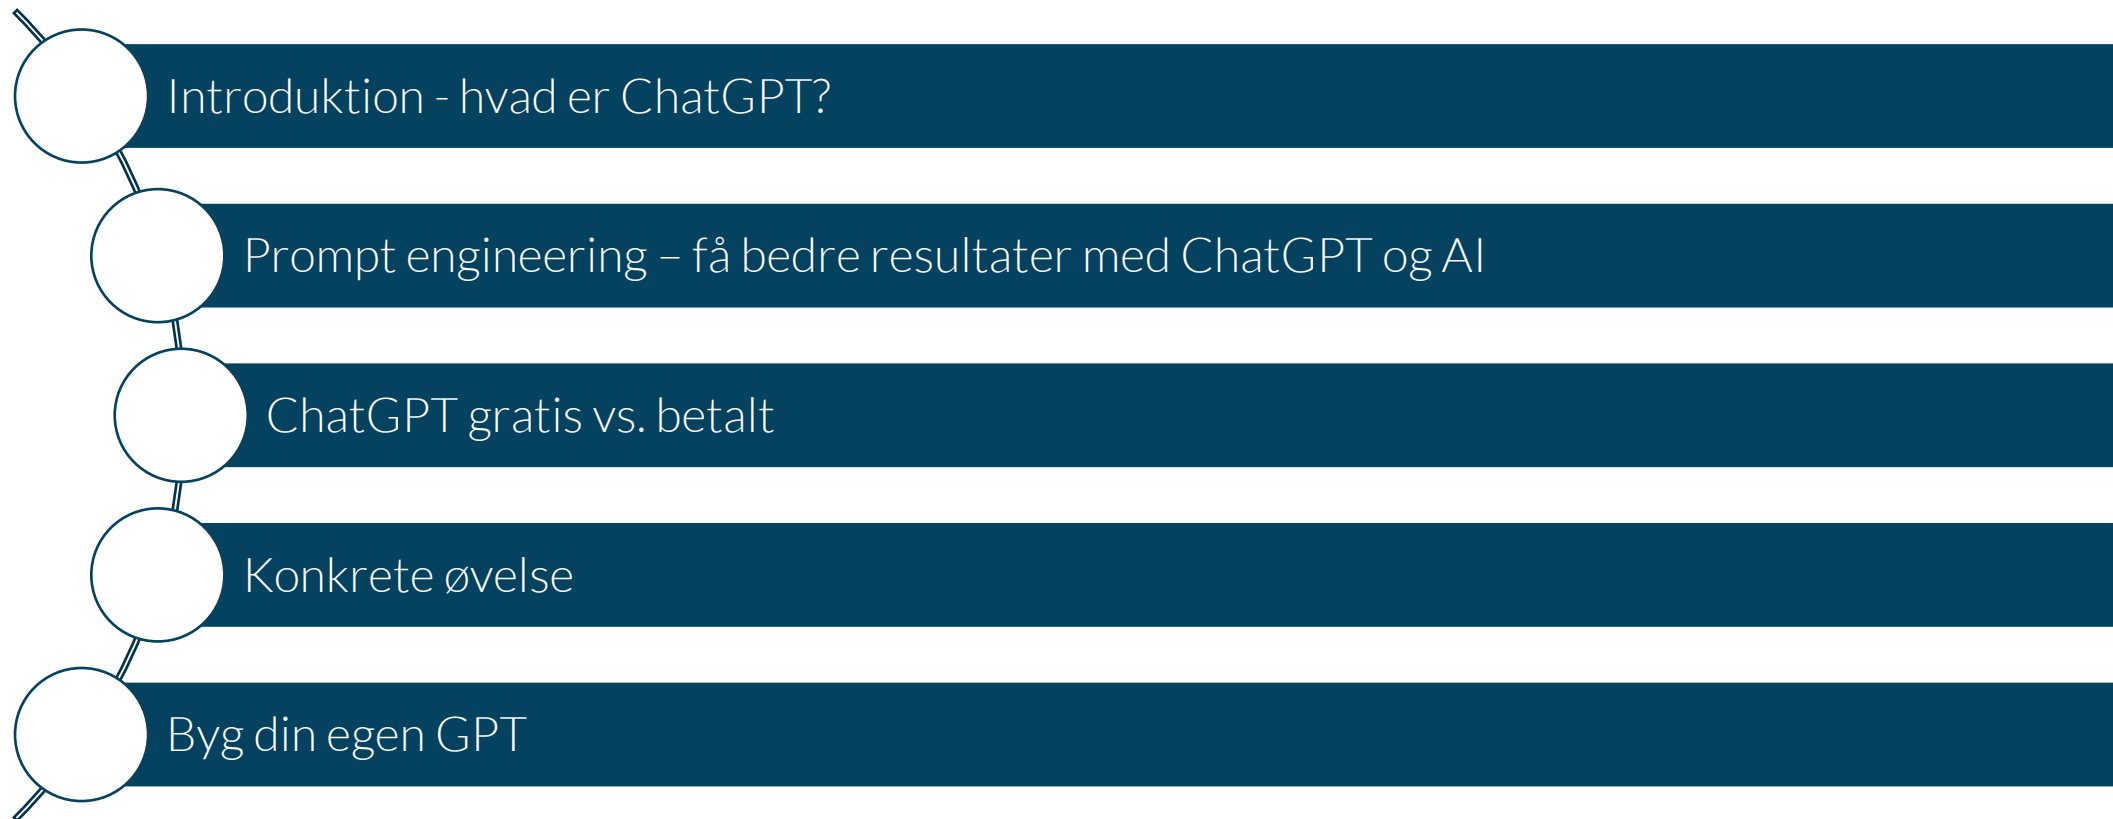 Introduktion - hvad er ChatGPT?
Prompt engineering – få bedre resultater med ChatGPT og AI
ChatGPT gratis vs. betalt
Konkrete øvelse
Byg din egen GPT